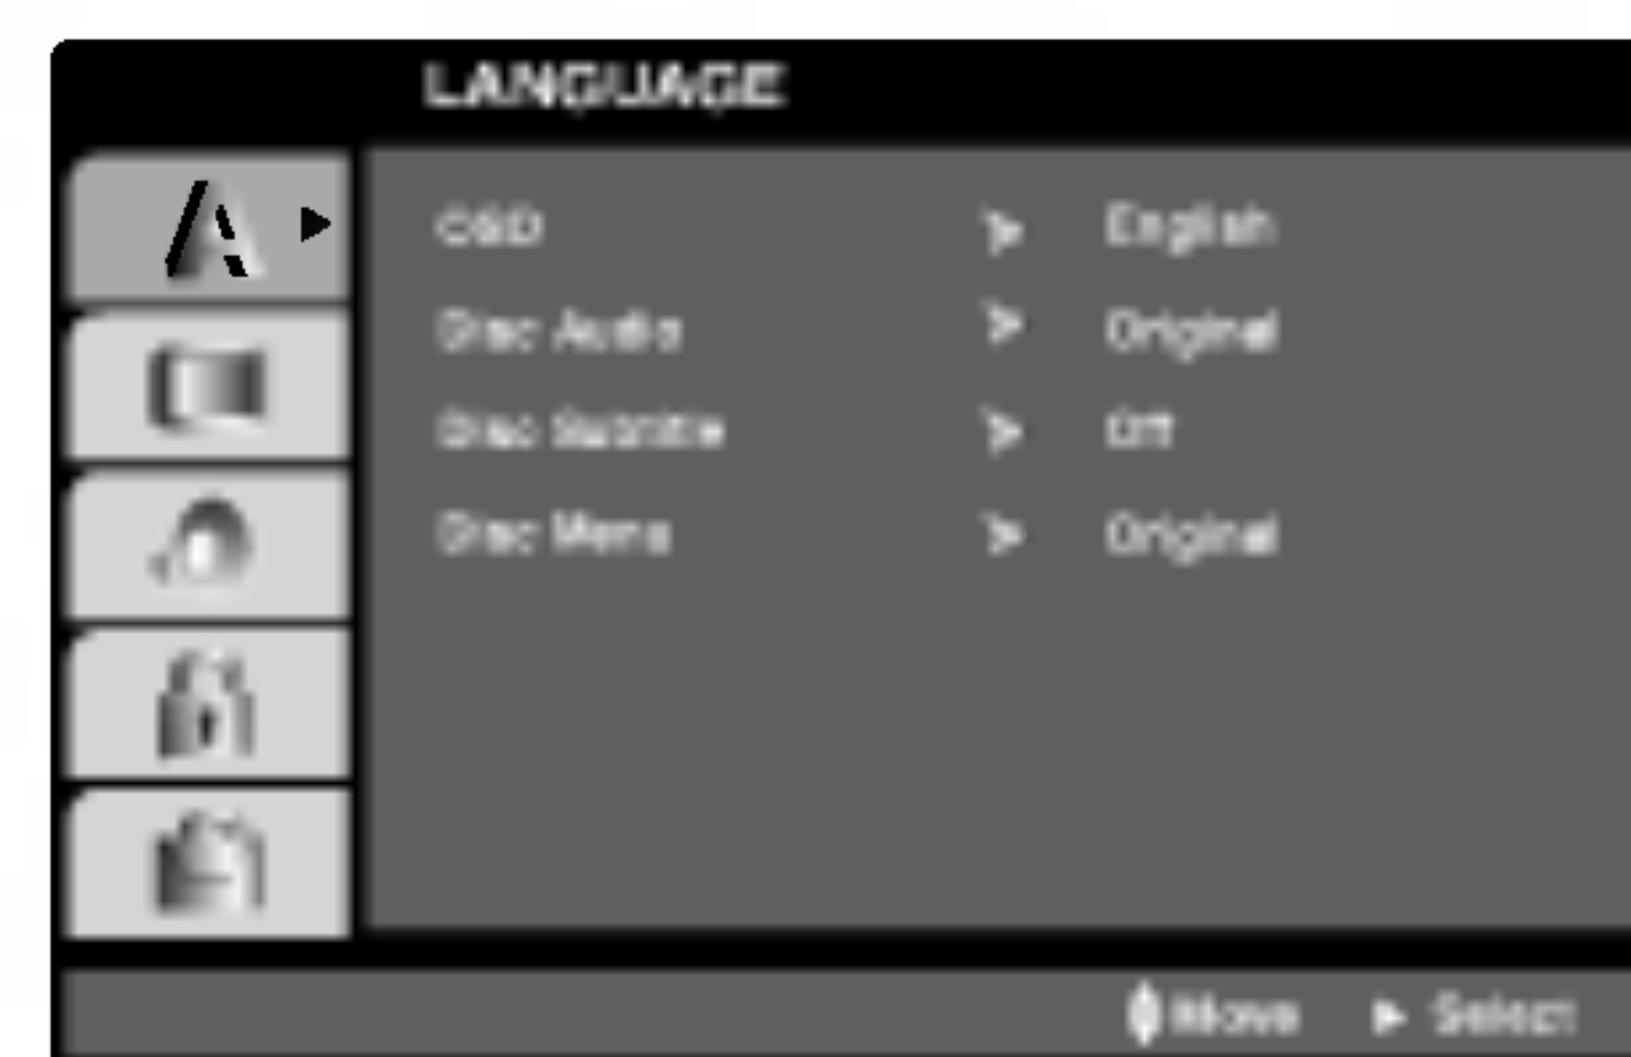 LANGUAGE
OSD English
Disc Audio Original
Disc Subtitle Off
Disc Menu Original
Move Select